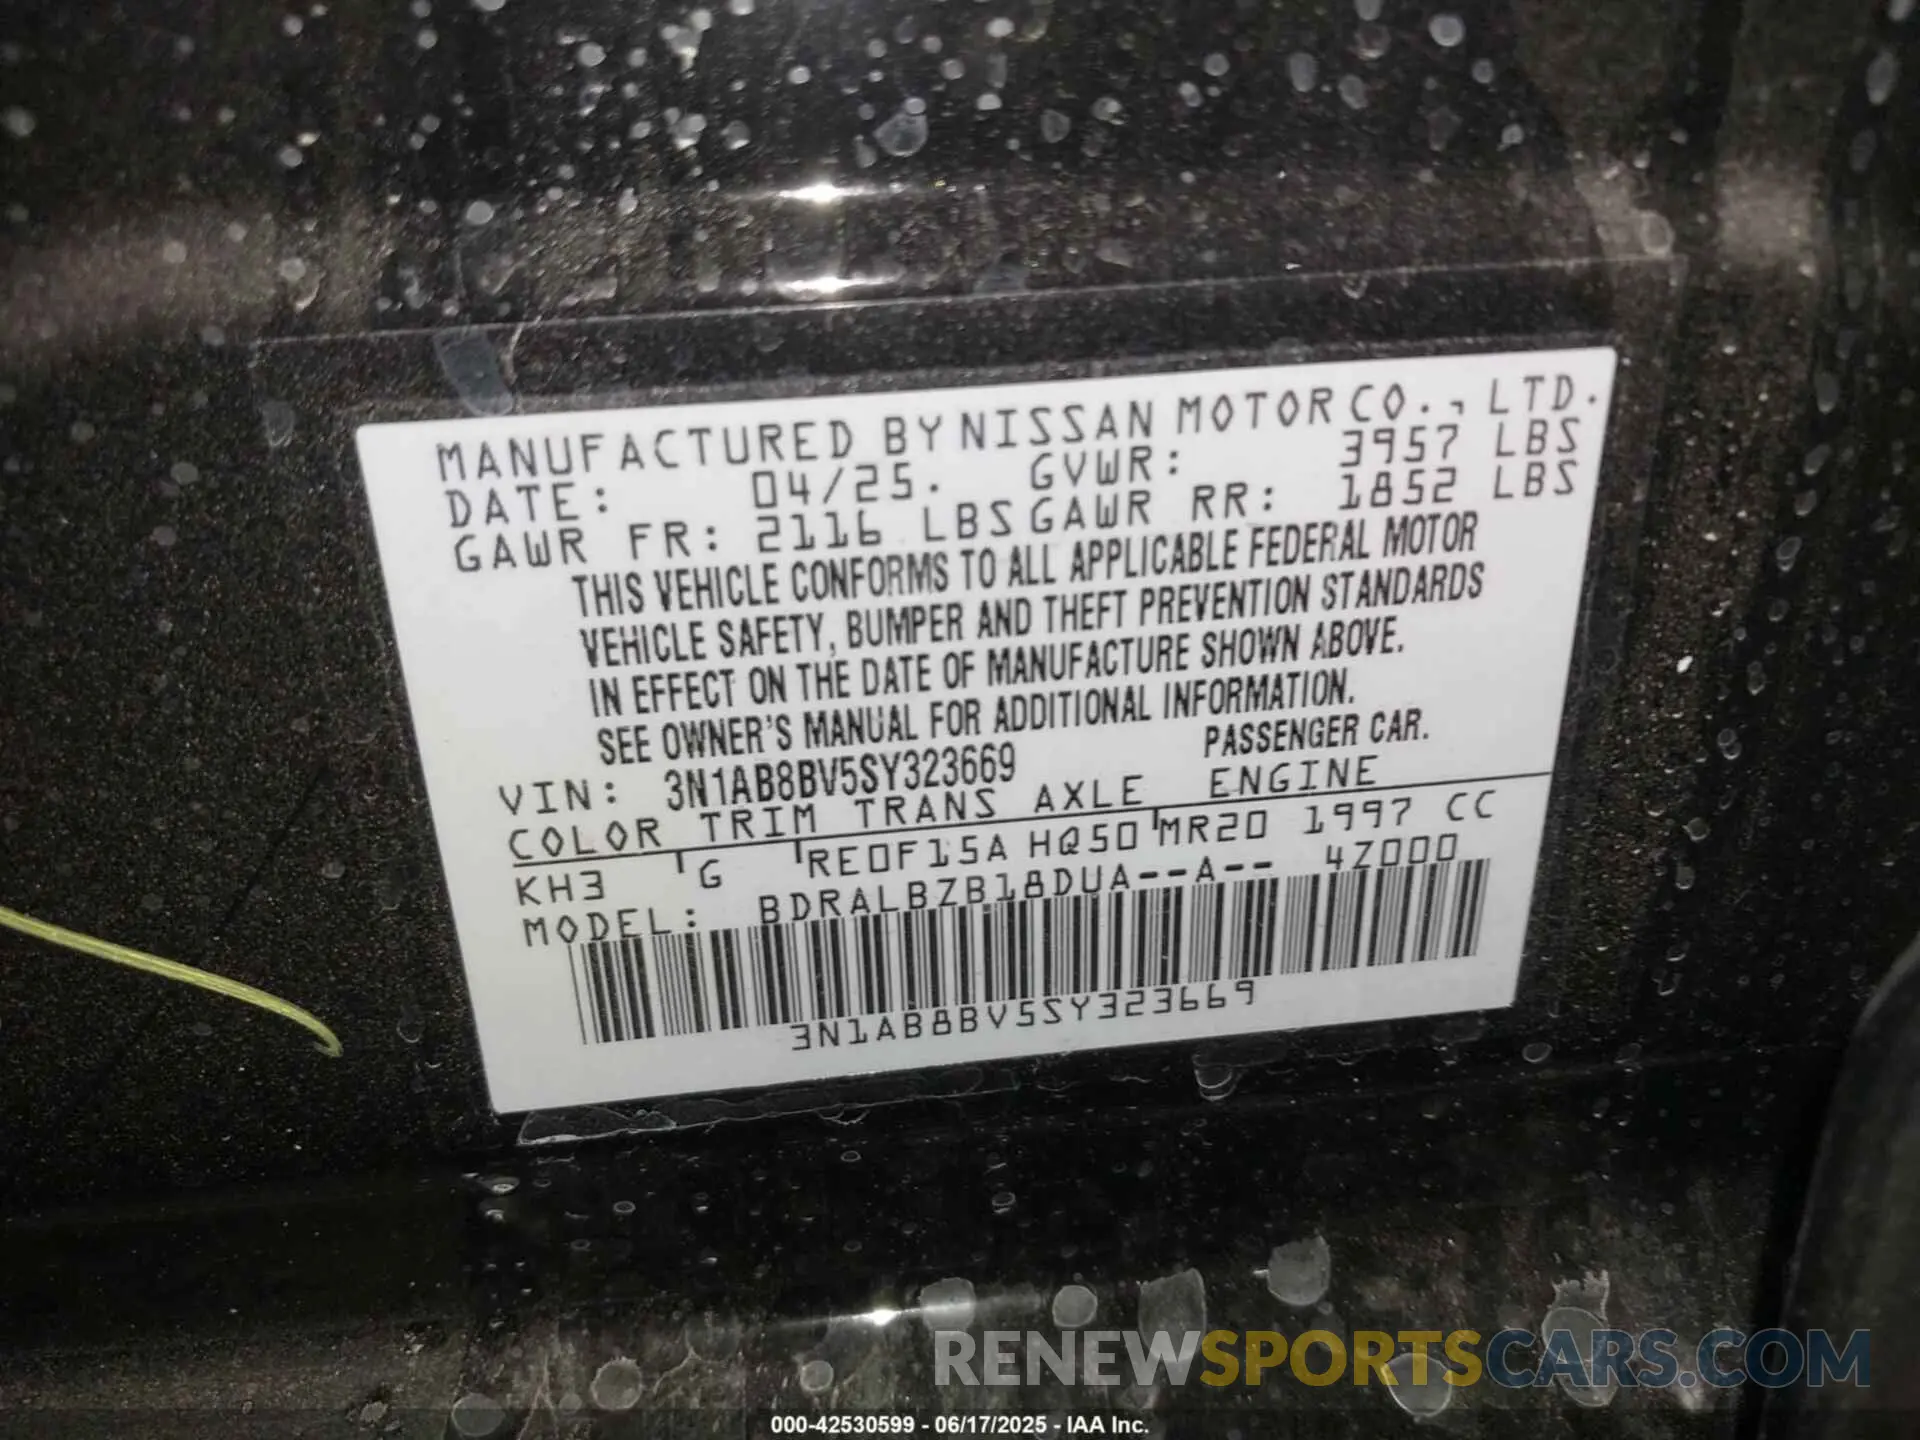 MANUFACTURED BY NISSAN MOTOR CO., LTD.
DATE: 04/25. GVWR: 3957 LBS
GAWR FR: 2116 LBS GAWR RR: 1852 LBS
THIS VEHICLE CONFORMS TO ALL APPLICABLE FEDERAL MOTOR
VEHICLE SAFETY, BUMPER AND THEFT PREVENTION STANDARDS
IN EFFECT ON THE DATE OF MANUFACTURE SHOWN ABOVE.
SEE OWNER'S MANUAL FOR ADDITIONAL INFORMATION.
VIN: 3N1AB8BV5SY323669 PASSENGER CAR.
COLOR TRIM TRANS AXLE ENGINE
KH3 G RE0F15A HQ50 MR20 1997 CC
MODEL: BDRALBZB18DUA--A-- 4Z000
3N1AB8BV5SY323669
RENEWSPORTSCARS.COM
000-42530599 - 06/17/2025 - IAA Inc.